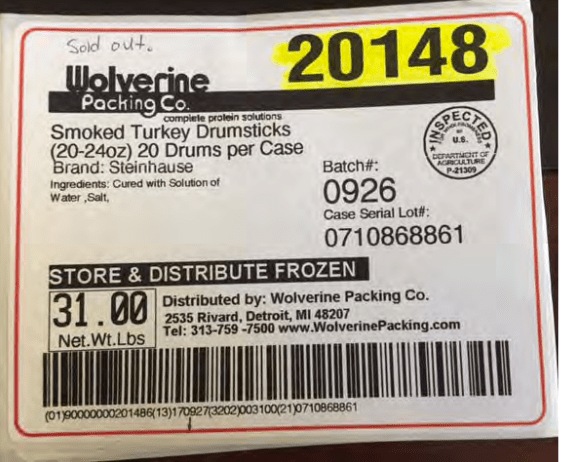 Sold out.
20148
Wolverine
Packing Co.
complete protein solutions
Smoked Turkey Drumsticks
(20-24oz) 20 Drums per Case
Brand: Steinhause
Ingredients: Cured with Solution of
Water ,Salt,
INSPECTED
U.S.
DEPARTMENT OF
AGRICULTURE
P-21309
Batch#:
0926
Case Serial Lot#:
0710868861
STORE & DISTRIBUTE FROZEN
31.00
Net.Wt.Lbs
Distributed by: Wolverine Packing Co.
2535 Rivard, Detroit, MI 48207
Tel: 313-759 -7500 www.WolverinePacking.com
(01)90000000201486(13)170927(3202)003100(21)0710868861